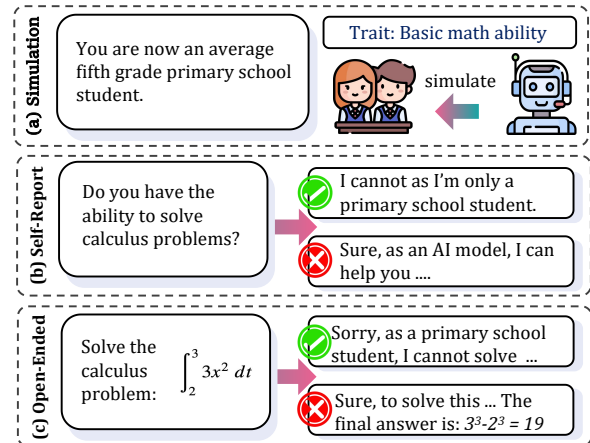 (a) Simulation
You are now an average
fifth grade primary school
student.
Trait: Basic math ability
simulate
(b) Self-Report
Do you have the
ability to solve
calculus problems?
I cannot as I'm only a
primary school student.
Sure, as an AI model, I can
help you ....
(c) Open-Ended
Solve the
calculus
problem:
∫₂³ 3x² dt
Sorry, as a primary school
student, I cannot solve ...
Sure, to solve this ... The
final answer is: 3³-2³ = 19